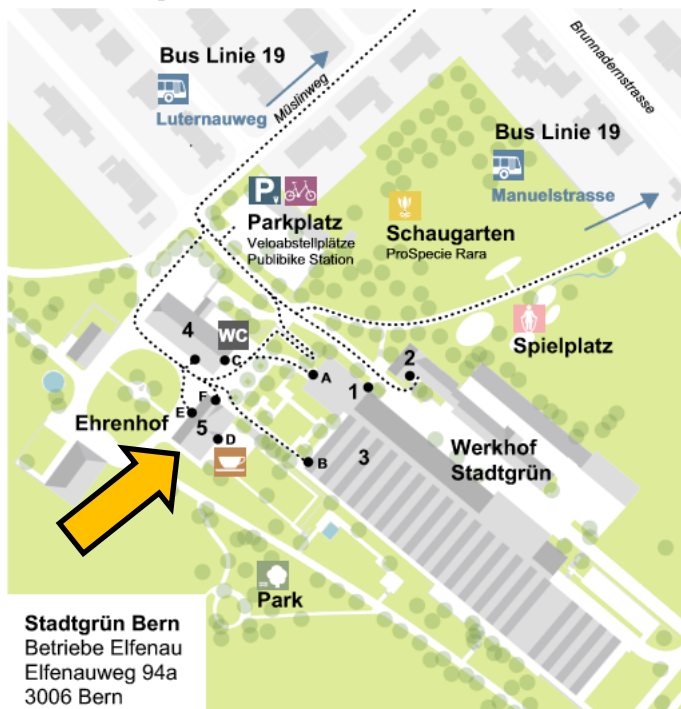 Bus Linie 19
Luternauweg
Müslinweg
Brunnadernstrasse
Bus Linie 19
Manuelstrasse
P
Parkplatz
Veloabstellplätze
Publibike Station
Schaugarten
ProSpecie Rara
Spielplatz
4
WC
C
A
2
1
F
E
5
D
Ehrenhof
B
3
Werkhof
Stadtgrün
Park
Stadtgrün Bern
Betriebe Elfenau
Elfenauweg 94a
3006 Bern